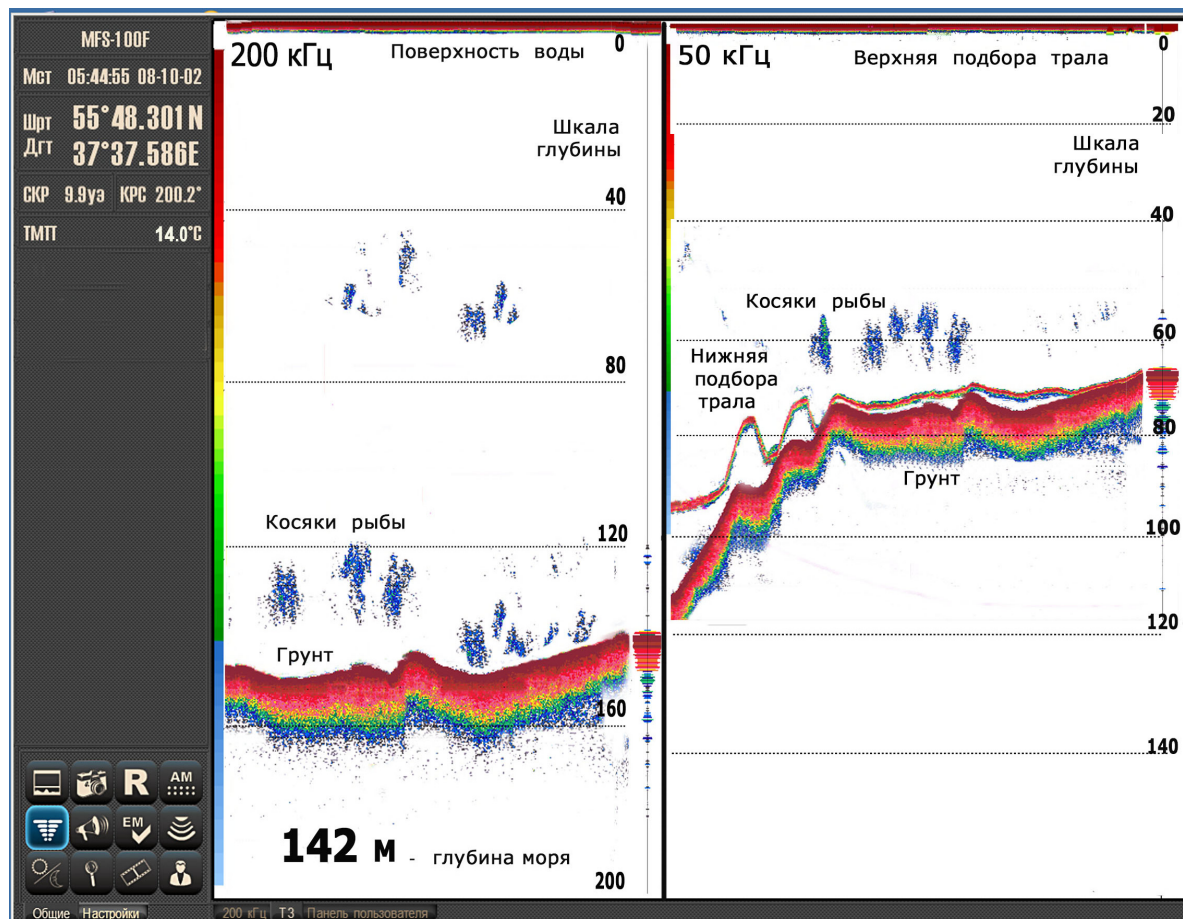 MFS-100F
Мст 05:44:55 08-10-02
Шрт 55°48.301N
Дгт 37°37.586E
СКР 9.9уз КРС 200.2°
ТМП 14.0°C
R
AM
EM
Общие Настройки
200 кГц
Поверхность воды
0
Шкала
глубины
40
80
Косяки рыбы
120
Грунт
160
142 м - глубина моря
200
200 кГц ТЗ Панель пользователя
50 кГц
Верхняя подбора трала
0
20
Шкала
глубины
40
Косяки рыбы
60
Нижняя
подбора
трала
80
Грунт
100
120
140